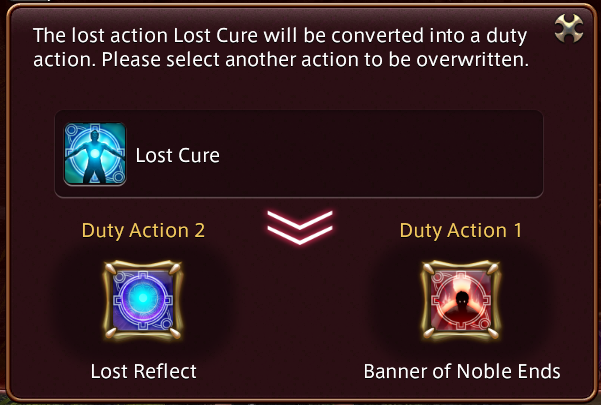 The lost action Lost Cure will be converted into a duty
action. Please select another action to be overwritten.
Lost Cure
Duty Action 2
Duty Action 1
Lost Reflect
Banner of Noble Ends